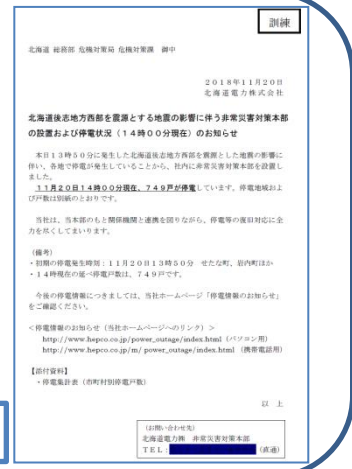 訓練
北海道 総務部 危機対策局 危機対策課 御中
2018年11月20日
北海道電力株式会社
北海道後志地方西部を震源とする地震の影響に伴う非常災害対策本部
の設置および停電状況（14時00分現在）のお知らせ
本日13時50分に発生した北海道後志地方西部を震源とした地震の影響に
伴い、各地で停電が発生していることから、社内に非常災害対策本部を設置し
ました。
11月20日14時00分現在、749戸が停電しています。停電地域およ
び戸数は別紙のとおりです。
当社は、当本部のもと関係機関と連携を図りながら、停電等の復旧対応に全
力を尽くしてまいります。
(備考)
・初期の停電発生時刻：11月20日13時50分 せたな町、岩内町ほか
・14時現在の延べ停電戸数は、749戸です。
今後の停電情報につきましては、当社ホームページ「停電情報のお知らせ」
をご確認ください。
＜停電情報のお知らせ（当社ホームページへのリンク）＞
http://www.hepco.co.jp/power_outage/index.html（パソコン用）
http://www.hepco.co.jp/m/ power_outage/index.html （携帯電話用）
【添付資料】
・停電集計表（市町村別停電戸数）
以 上
(お問い合わせ先)
北海道電力㈱ 非常災害対策本部
TEL： （直通）